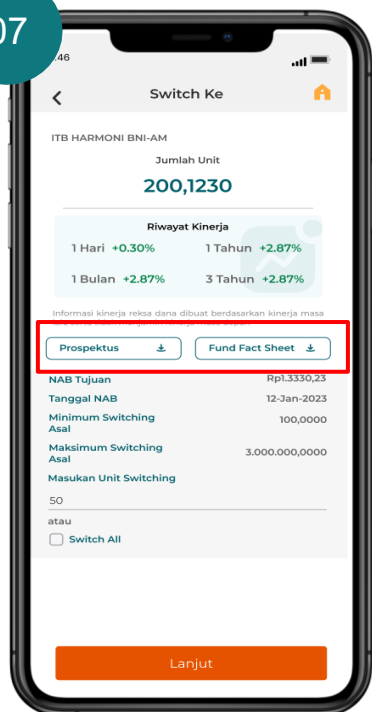 07
:46
Switch Ke
ITB HARMONI BNI-AM
Jumlah Unit
200,1230
Riwayat Kinerja
1 Hari +0.30% 1 Tahun +2.87%
1 Bulan +2.87% 3 Tahun +2.87%
Informasi kinerja reksa dana dibuat berdasarkan kinerja masa
Prospektus Fund Fact Sheet
NAB Tujuan Rp1.3330,23
Tanggal NAB 12-Jan-2023
Minimum Switching 100,0000
Asal
Maksimum Switching 3.000.000,0000
Asal
Masukan Unit Switching
50
atau
Switch All
Lanjut